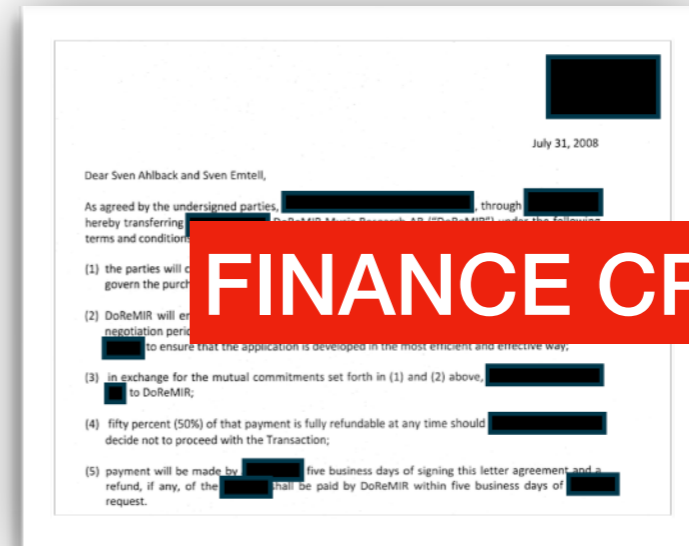 July 31, 2008
Dear Sven Ahlback and Sven Emtell,
As agreed by the undersigned parties, , through
hereby transferring DoReMIR Music Research AB ("DoReMIR") under the following
terms and condition
(1) the parties will c
govern the purch
FINANCE CR
(2) DoReMIR will en
negotiation peri
to ensure that the application is developed in the most efficient and effective way;
(3) in exchange for the mutual commitments set forth in (1) and (2) above,
to DoReMIR;
(4) fifty percent (50%) of that payment is fully refundable at any time should
decide not to proceed with the Transaction;
(5) payment will be made by five business days of signing this letter agreement and a
refund, if any, of the shall be paid by DoReMIR within five business days of
request.